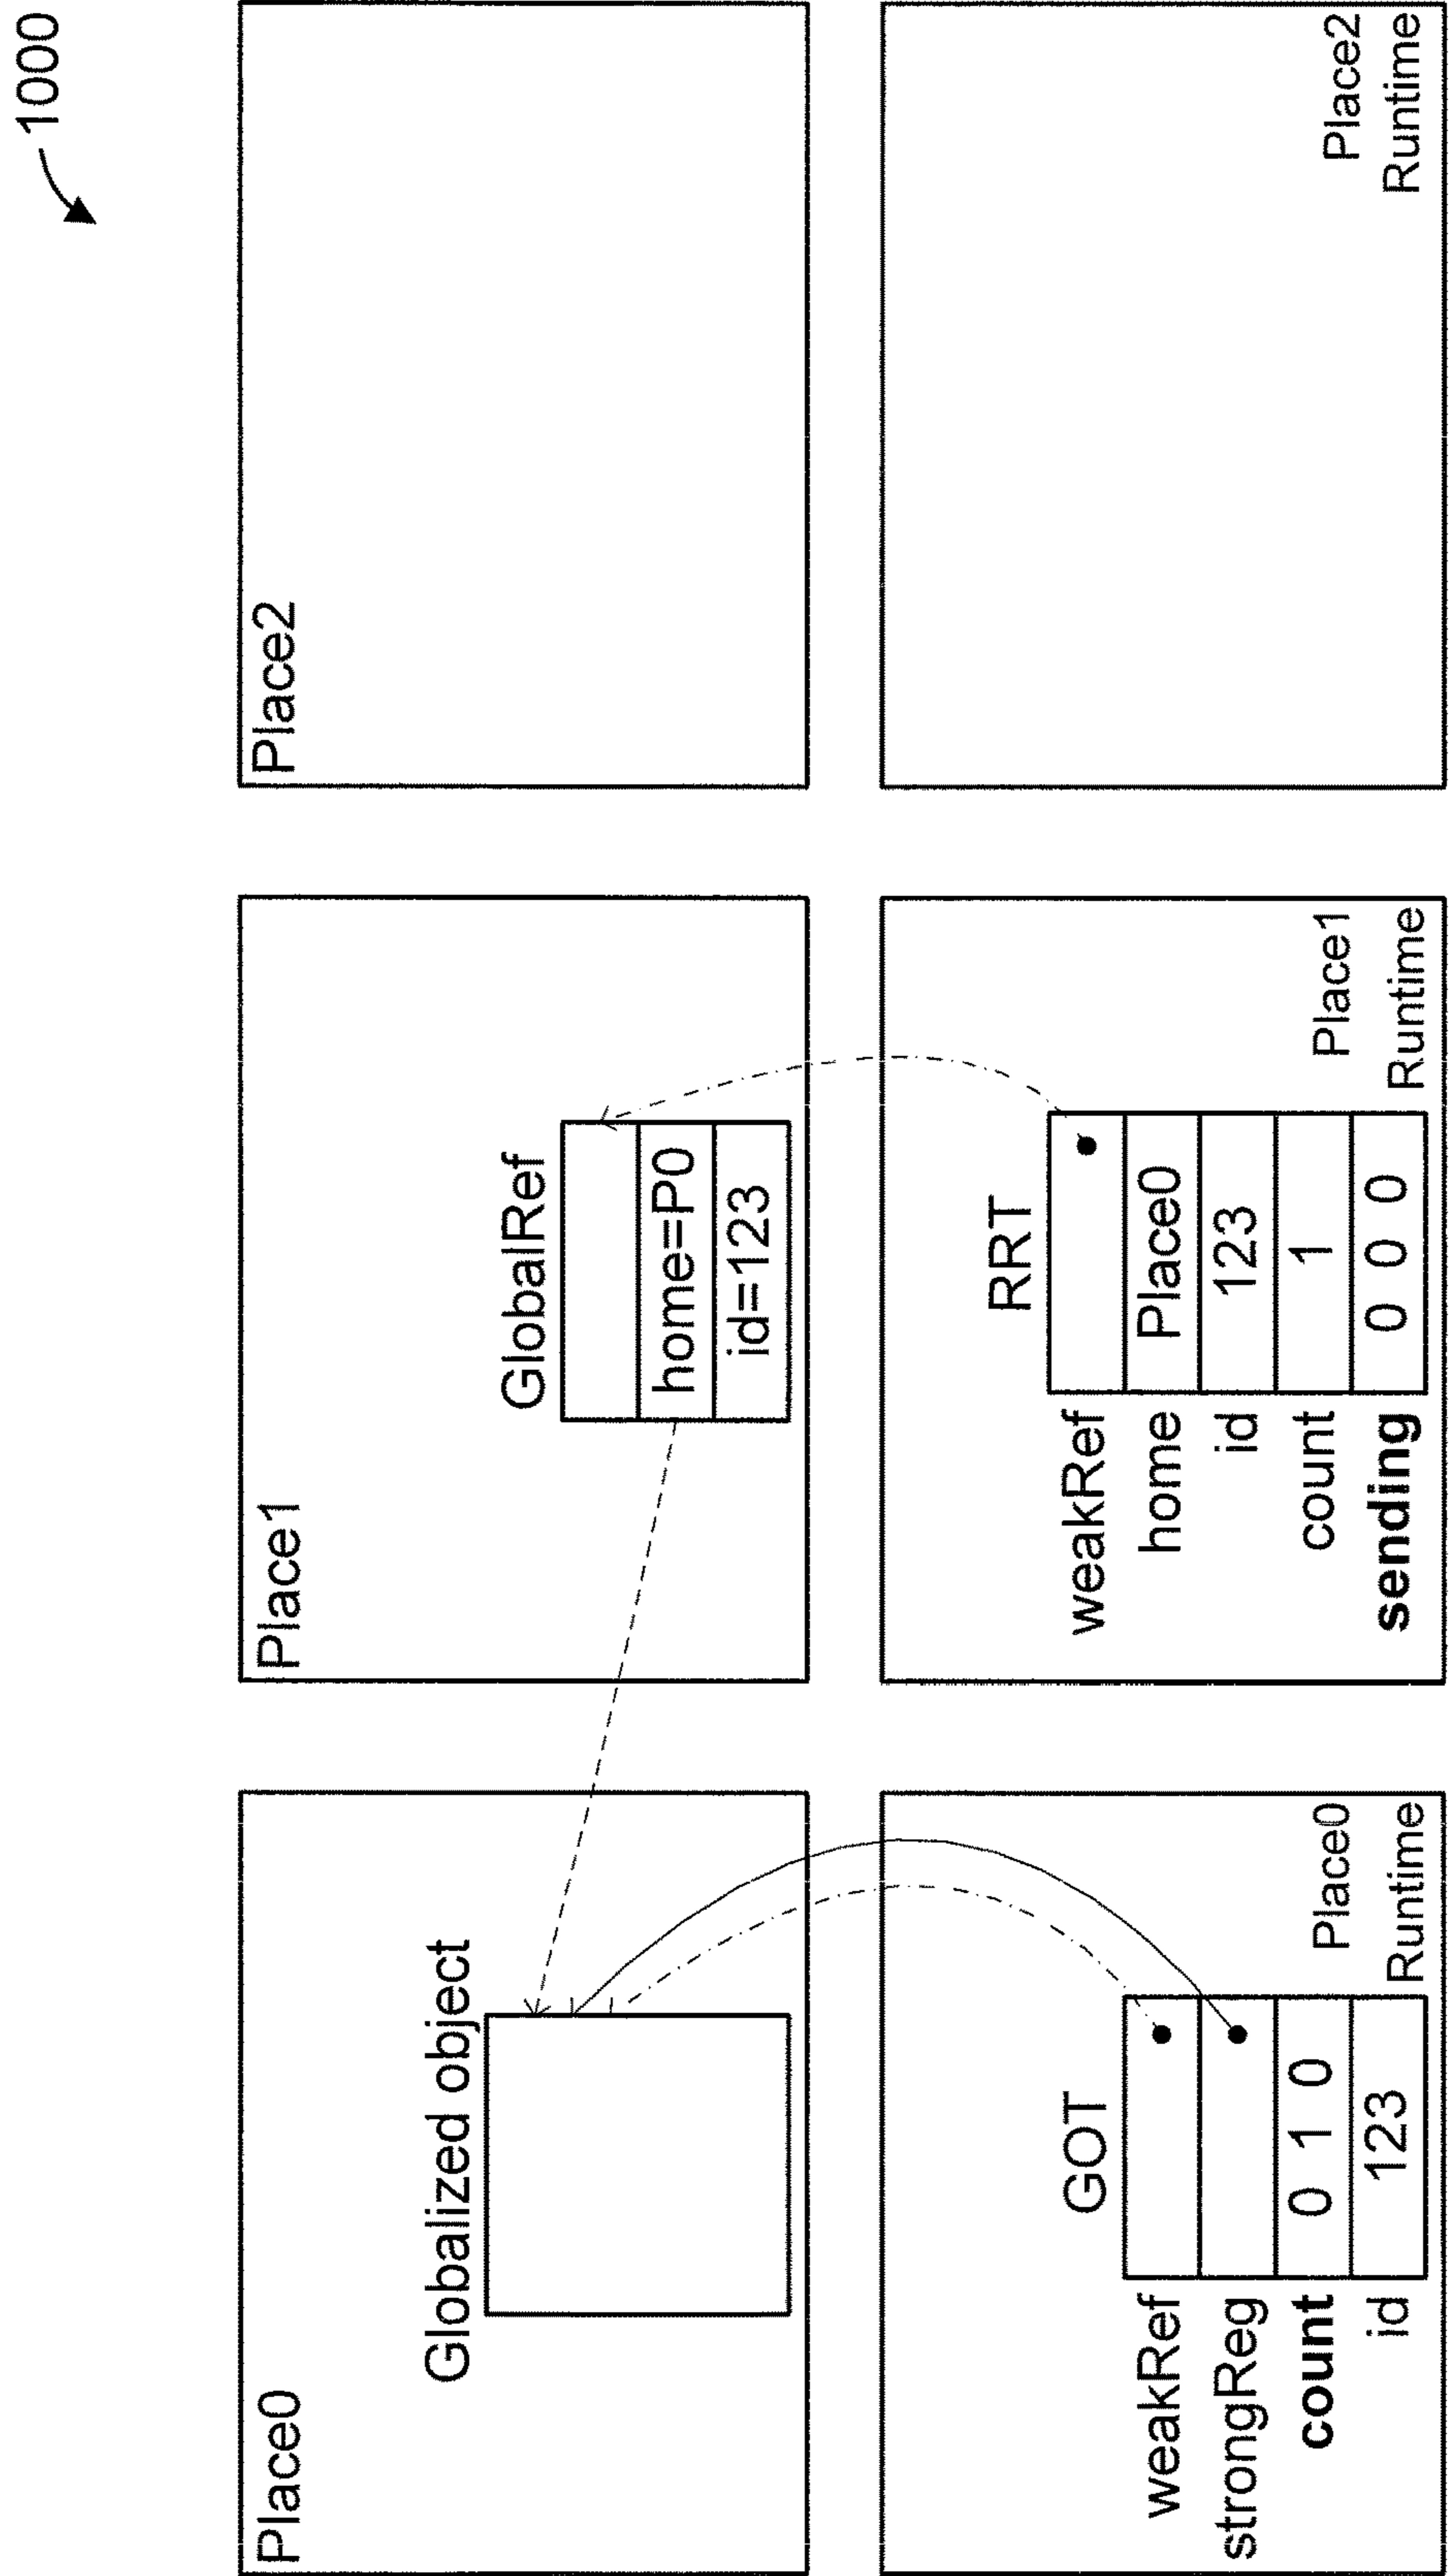 1000
Place0
Globalized object
Place1
GlobalRef
home=P0
id=123
Place2
GOT
weakRef
strongReg
count 0 1 0
id 123
Place0
Runtime
RRT
weakRef
home Place0
id 123
count 1
sending 0 0 0
Place1
Runtime
Place2
Runtime